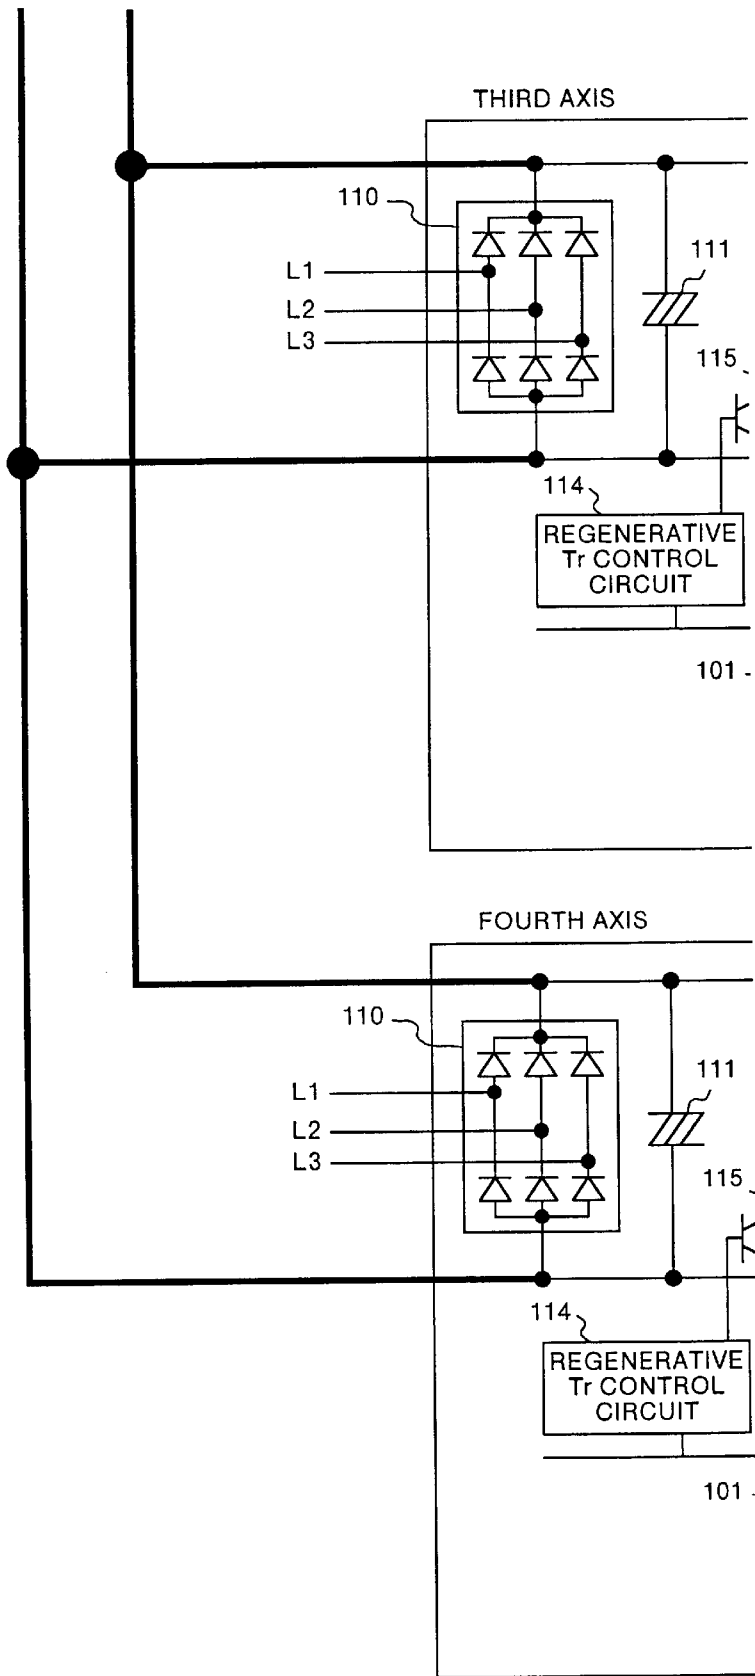 THIRD AXIS
110
L1
111
L2
L3
115
114
REGENERATIVE
Tr CONTROL
CIRCUIT
101
FOURTH AXIS
110
L1
111
L2
L3
115
114
REGENERATIVE
Tr CONTROL
CIRCUIT
101